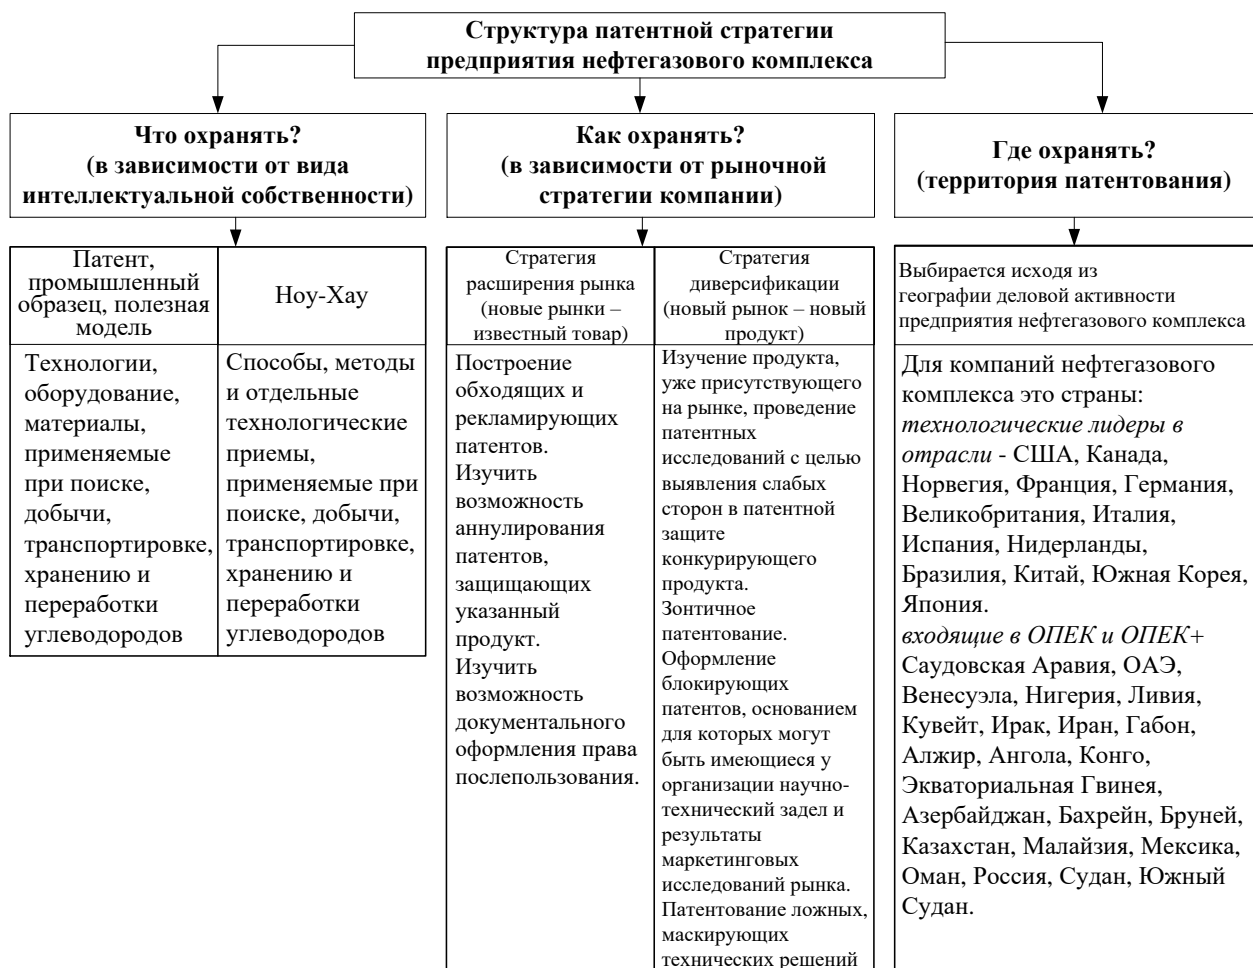 Структура патентной стратегии
предприятия нефтегазового комплекса
Что охранять?
(в зависимости от вида
интеллектуальной собственности)
Как охранять?
(в зависимости от рыночной
стратегии компании)
Где охранять?
(территория патентования)
Патент,
промышленный
образец, полезная
модель
Ноу-Хау
Технологии,
оборудование,
материалы,
применяемые
при поиске,
добычи,
транспортировке,
хранению и
переработки
углеводородов
Способы, методы
и отдельные
технологические
приемы,
применяемые при
поиске, добычи,
транспортировке,
хранению и
переработки
углеводородов
Стратегия
расширения рынка
(новые рынки –
известный товар)
Стратегия
диверсификации
(новый рынок – новый
продукт)
Построение
обходящих и
рекламирующих
патентов.
Изучить
возможность
аннулирования
патентов,
защищающих
указанный
продукт.
Изучить
возможность
документального
оформления права
послепользования.
Изучение продукта,
уже присутствующего
на рынке, проведение
патентных
исследований с целью
выявления слабых
сторон в патентной
защите
конкурирующего
продукта.
Зонтичное
патентование.
Оформление
блокирующих
патентов, основанием
для которых могут
быть имеющиеся у
организации научно-
технический задел и
результаты
маркетинговых
исследований рынка.
Патентование ложных,
маскирующих
технических решений
Выбирается исходя из
географии деловой активности
предприятия нефтегазового комплекса
Для компаний нефтегазового
комплекса это страны:
технологические лидеры в
отрасли - США, Канада,
Норвегия, Франция, Германия,
Великобритания, Италия,
Испания, Нидерланды,
Бразилия, Китай, Южная Корея,
Япония.
входящие в ОПЕК и ОПЕК+
Саудовская Аравия, ОАЭ,
Венесуэла, Нигерия, Ливия,
Кувейт, Ирак, Иран, Габон,
Алжир, Ангола, Конго,
Экваториальная Гвинея,
Азербайджан, Бахрейн, Бруней,
Казахстан, Малайзия, Мексика,
Оман, Россия, Судан, Южный
Судан.